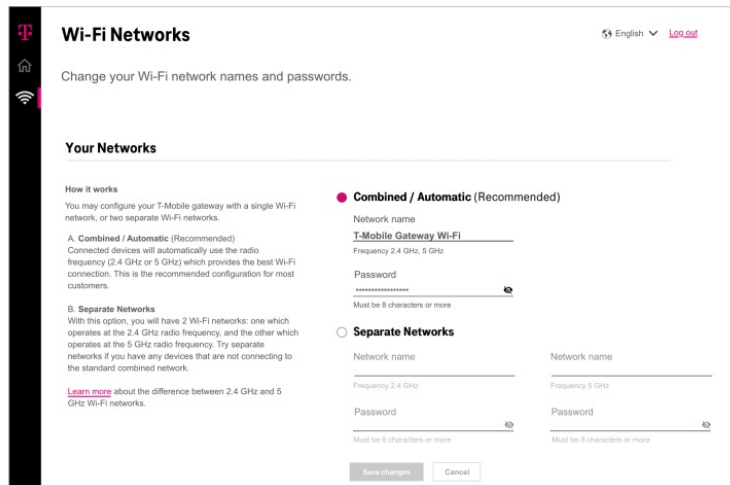 T
Wi-Fi Networks
English
Log out
Change your Wi-Fi network names and passwords.
Your Networks
How it works
You may configure your T-Mobile gateway with a single Wi-Fi
network, or two separate Wi-Fi networks.
A. Combined / Automatic (Recommended)
Connected devices will automatically use the radio
frequency (2.4 GHz or 5 GHz) which provides the best Wi-Fi
connection. This is the recommended configuration for most
customers.
B. Separate Networks
With this option, you will have 2 Wi-Fi networks: one which
operates at the 2.4 GHz radio frequency, and the other which
operates at the 5 GHz radio frequency. Try separate
networks if you have any devices that are not connecting to
the standard combined network.
Learn more about the difference between 2.4 GHz and 5
GHz Wi-Fi networks.
Combined / Automatic (Recommended)
Network name
T-Mobile Gateway Wi-Fi
Frequency 2.4 GHz, 5 GHz
Password
*****************
Must be 8 characters or more
Separate Networks
Network name
Frequency 2.4 GHz
Password
Must be 8 characters or more
Network name
Frequency 5 GHz
Password
Must be 8 characters or more
Save changes
Cancel